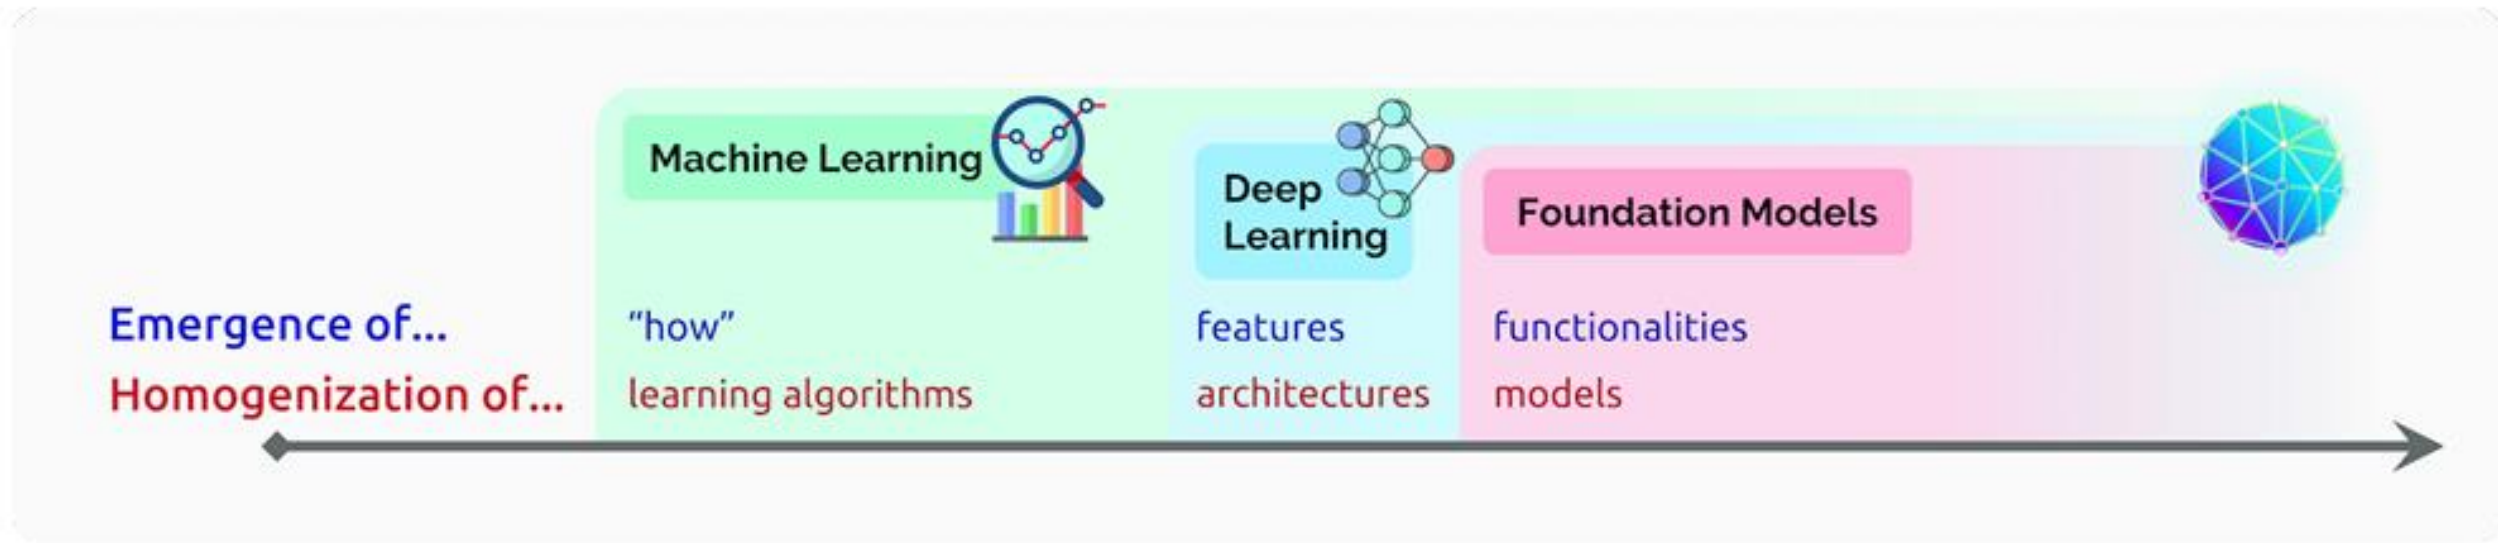 Machine Learning
Deep
Learning
Foundation Models
Emergence of... "how" features functionalities
Homogenization of... learning algorithms architectures models